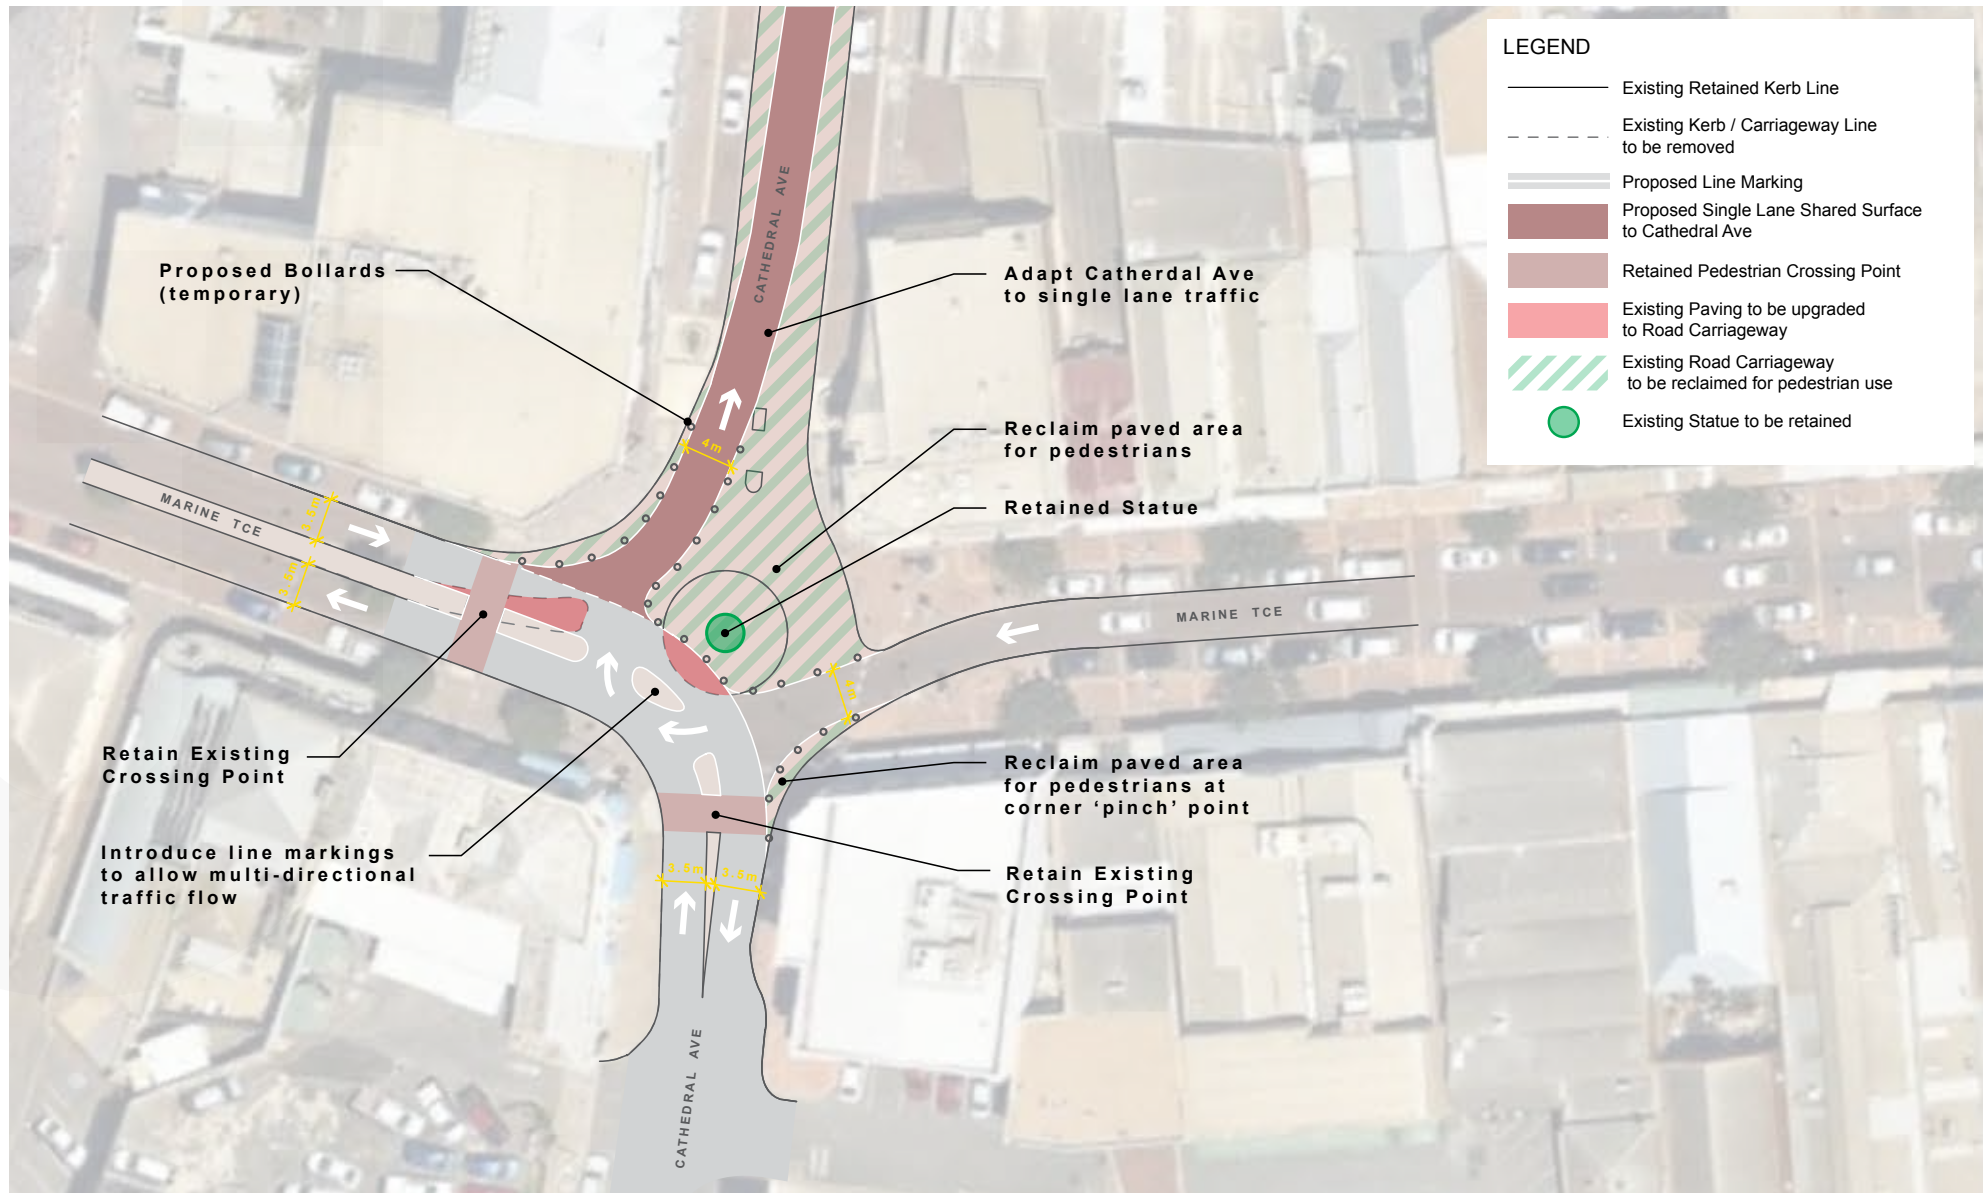 LEGEND
Existing Retained Kerb Line
Existing Kerb / Carriageway Line
to be removed
Proposed Line Marking
Proposed Single Lane Shared Surface
to Cathedral Ave
Retained Pedestrian Crossing Point
Existing Paving to be upgraded
to Road Carriageway
Existing Road Carriageway
to be reclaimed for pedestrian use
Existing Statue to be retained
CATHEDRAL AVE
Proposed Bollards
(temporary)
Adapt Catherdal Ave
to single lane traffic
Reclaim paved area
for pedestrians
4m
Retained Statue
MARINE TCE
3.5m
MARINE TCE
4m
Retain Existing
Crossing Point
Reclaim paved area
for pedestrians at
corner ‘pinch’ point
Introduce line markings
to allow multi-directional
traffic flow
Retain Existing
Crossing Point
CATHEDRAL AVE